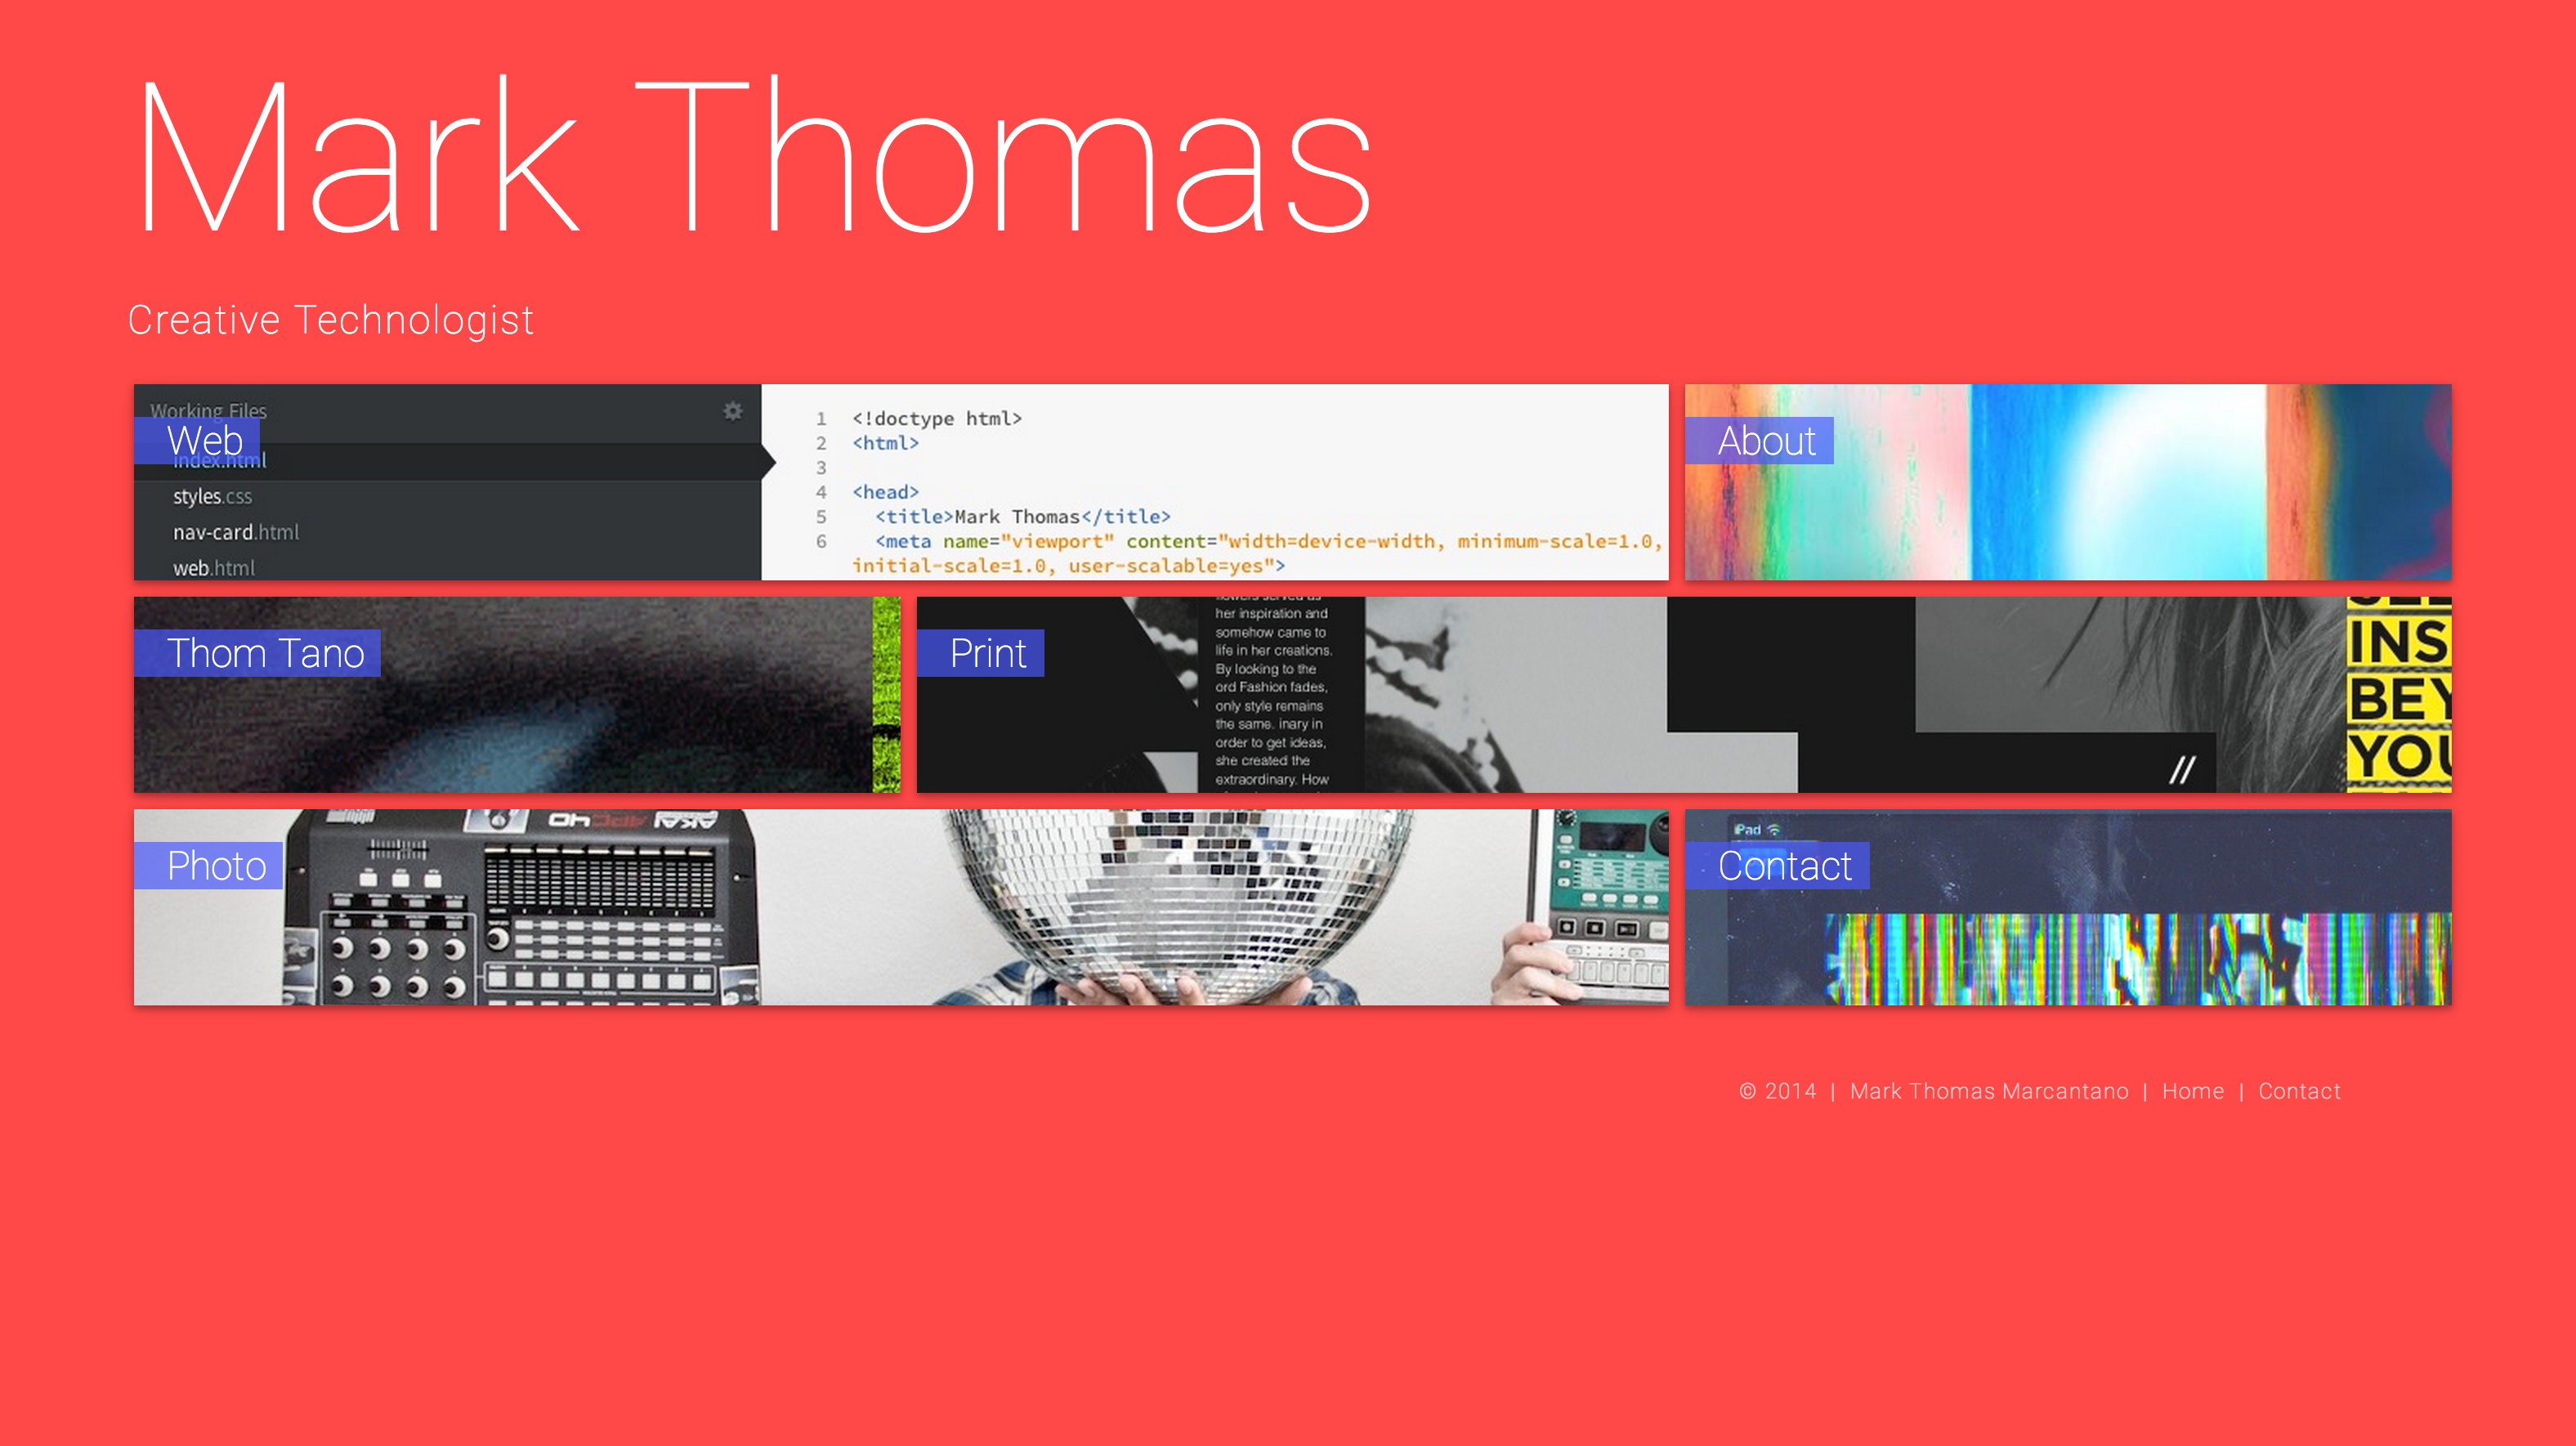 Mark Thomas
Creative Technologist
Working Files
Web
index.html
styles.css
nav-card.html
web.html
1 <!doctype html>
2 <html>
3
4 <head>
5 <title>Mark Thomas</title>
6 <meta name="viewport" content="width=device-width, minimum-scale=1.0,
initial-scale=1.0, user-scalable=yes">
About
Thom Tano
Print
her inspiration and
somehow came to
life in her creations.
By looking to the
ord Fashion fades,
only style remains
the same. inary in
order to get ideas,
she created the
extraordinary. How
//
INS
BEY
YOU
Photo
AKAI APC40
Contact
iPad
© 2014 | Mark Thomas Marcantano | Home | Contact